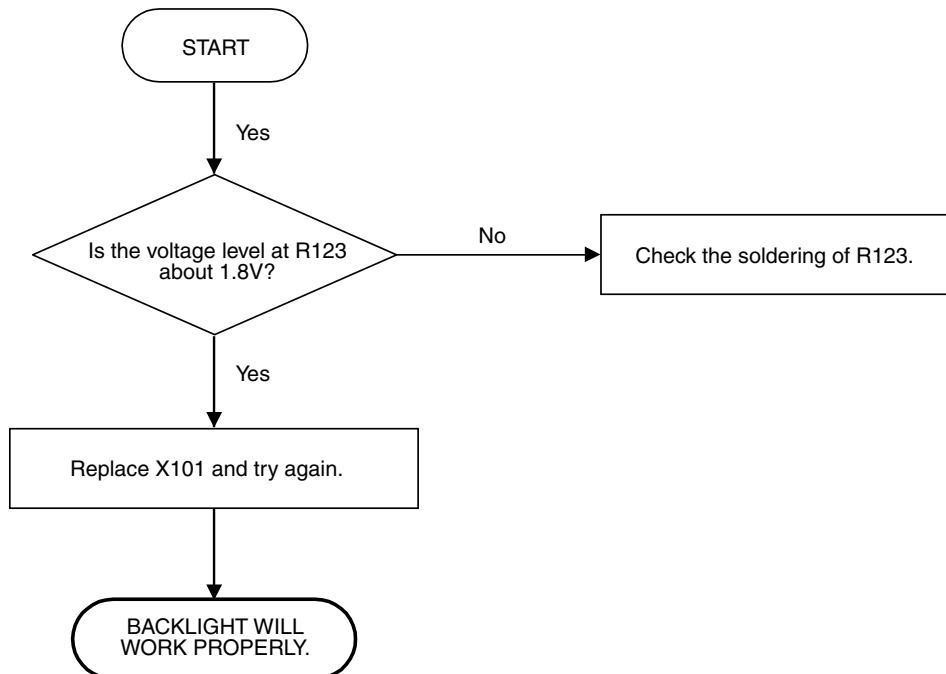 START
Yes
Is the voltage level at R123
about 1.8V?
No
Check the soldering of R123.
Yes
Replace X101 and try again.
BACKLIGHT WILL
WORK PROPERLY.